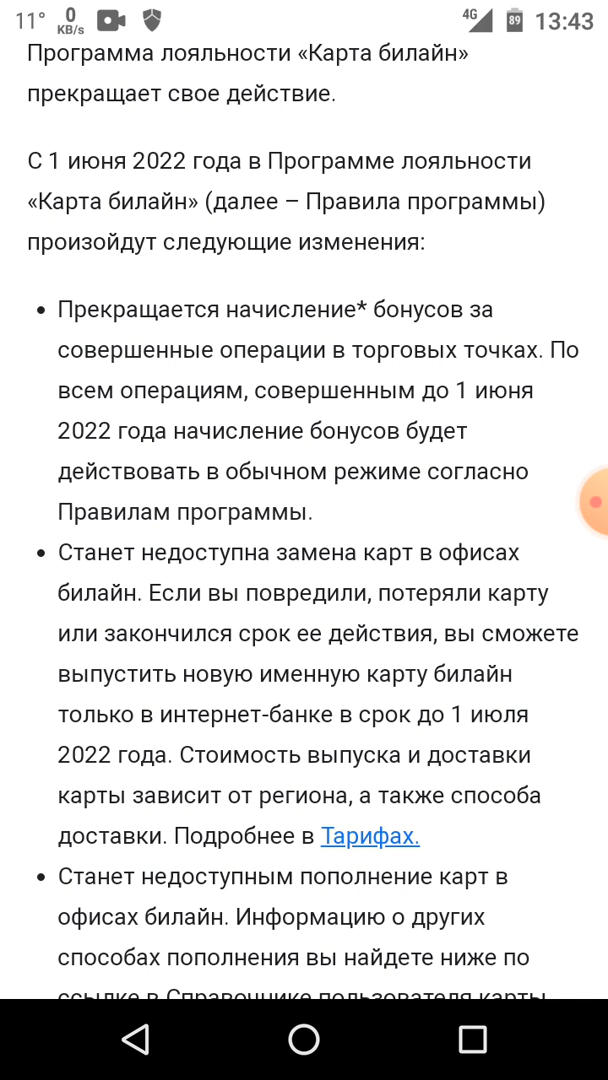 11° 0 KB/s 4G 89 13:43
Программа лояльности «Карта билайн»
прекращает свое действие.
С 1 июня 2022 года в Программе лояльности
«Карта билайн» (далее – Правила программы)
произойдут следующие изменения:
• Прекращается начисление* бонусов за
совершенные операции в торговых точках. По
всем операциям, совершенным до 1 июня
2022 года начисление бонусов будет
действовать в обычном режиме согласно
Правилам программы.
• Станет недоступна замена карт в офисах
билайн. Если вы повредили, потеряли карту
или закончился срок ее действия, вы сможете
выпустить новую именную карту билайн
только в интернет-банке в срок до 1 июля
2022 года. Стоимость выпуска и доставки
карты зависит от региона, а также способа
доставки. Подробнее в Тарифах.
• Станет недоступным пополнение карт в
офисах билайн. Информацию о других
способах пополнения вы найдете ниже по
ссылке в Справочнике пользователя карты